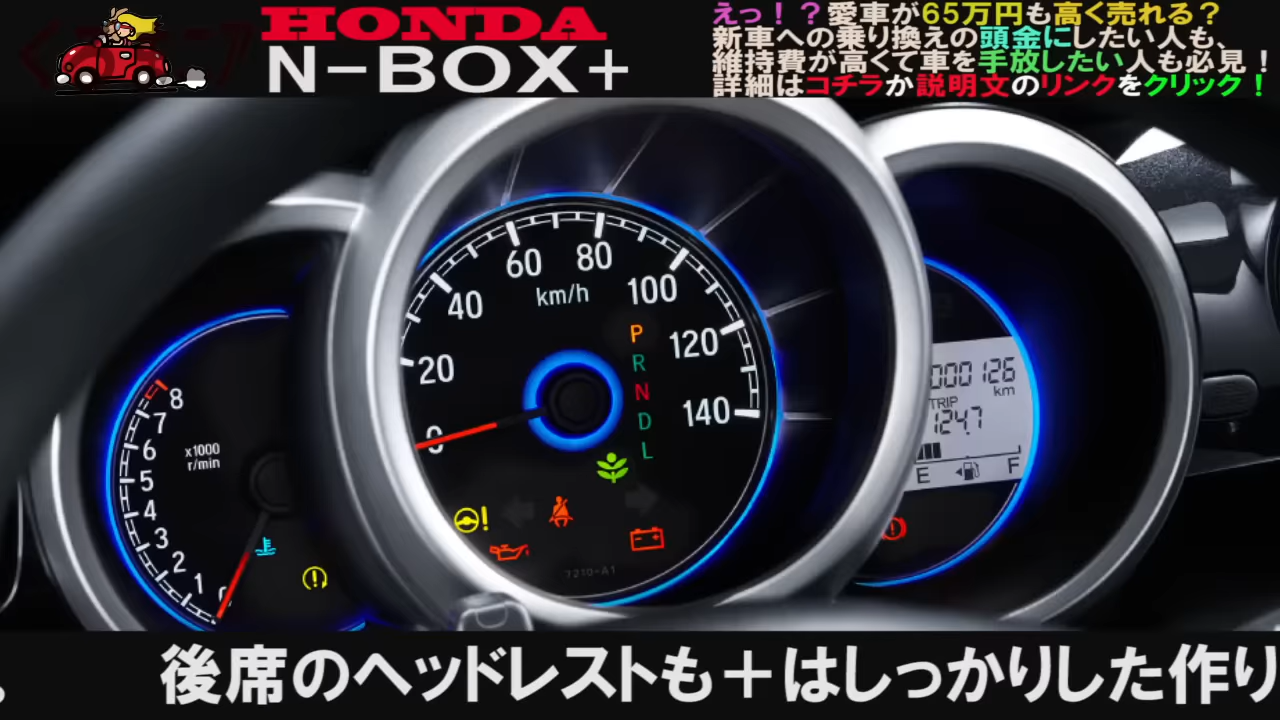 HONDA
N-BOX+
えっ！？愛車が65万円も高く売れる？
新車への乗り換えの頭金にしたい人も、
維持費が高くて車を手放したい人も必見！
詳細はコチラか説明文のリンクをクリック！
60 80
40 km/h 100
20 120
0 140
P
R
N
D
L
8
7
6
5
4
3
2
1
x1000
r/min
000126
km
TRIP
124.7
E F
7210-A1
。 後席のヘッドレストも＋はしっかりした作り